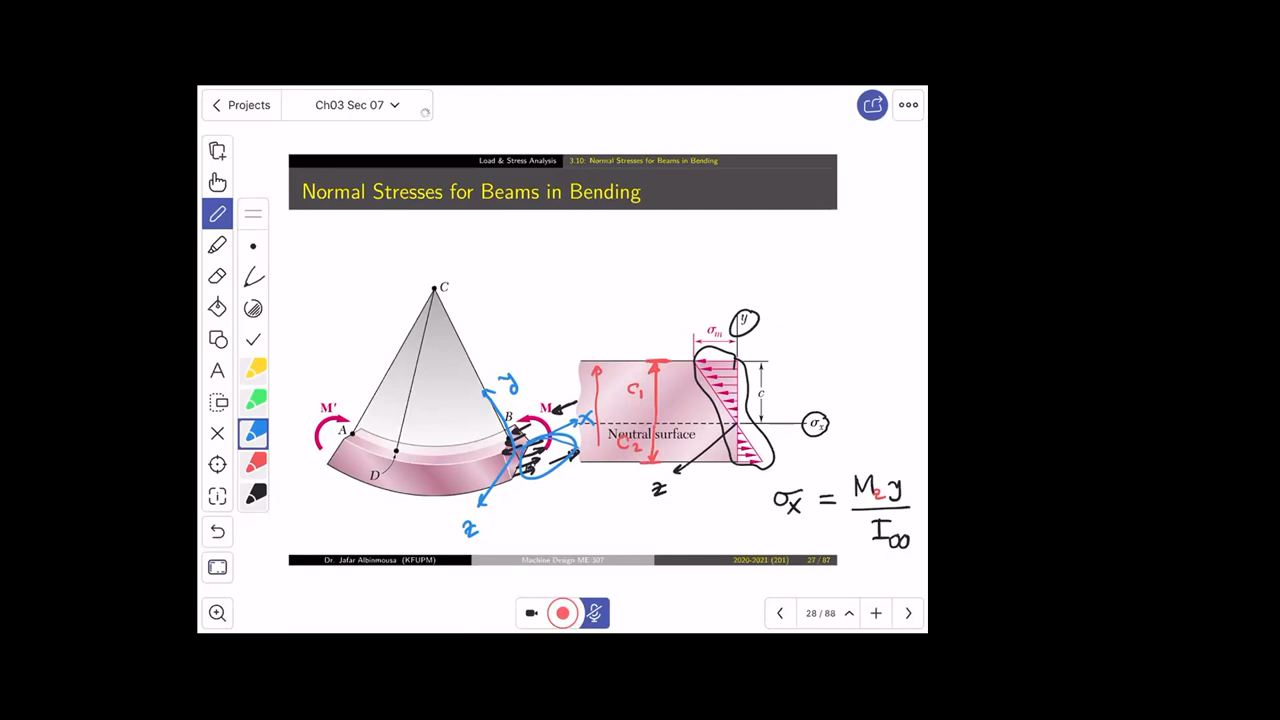 Projects
Ch03 Sec 07
Load & Stress Analysis 3.10: Normal Stresses for Beams in Bending
Normal Stresses for Beams in Bending
C
M′
A
D
B
M
y
x
z
σm
y
c
C1
C2
Neutral surface
σx
z
σx = Mz y / I
Dr. Jafar Albinmousa (KFUPM) Machine Design ME 307 2020-2021 (201) 27 / 87
28 / 88